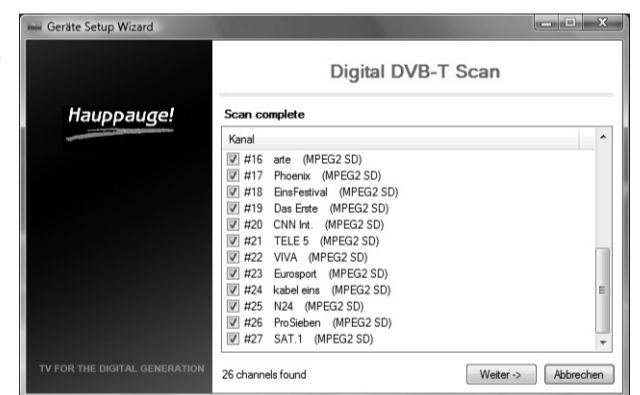 Geräte Setup Wizard
Digital DVB-T Scan
Hauppauge!
Scan complete
Kanal
#16 arte (MPEG2 SD)
#17 Phoenix (MPEG2 SD)
#18 EinsFestival (MPEG2 SD)
#19 Das Erste (MPEG2 SD)
#20 CNN Int. (MPEG2 SD)
#21 TELE 5 (MPEG2 SD)
#22 VIVA (MPEG2 SD)
#23 Eurosport (MPEG2 SD)
#24 kabel eins (MPEG2 SD)
#25 N24 (MPEG2 SD)
#26 ProSieben (MPEG2 SD)
#27 SAT.1 (MPEG2 SD)
TV FOR THE DIGITAL GENERATION
26 channels found
Weiter ->
Abbrechen